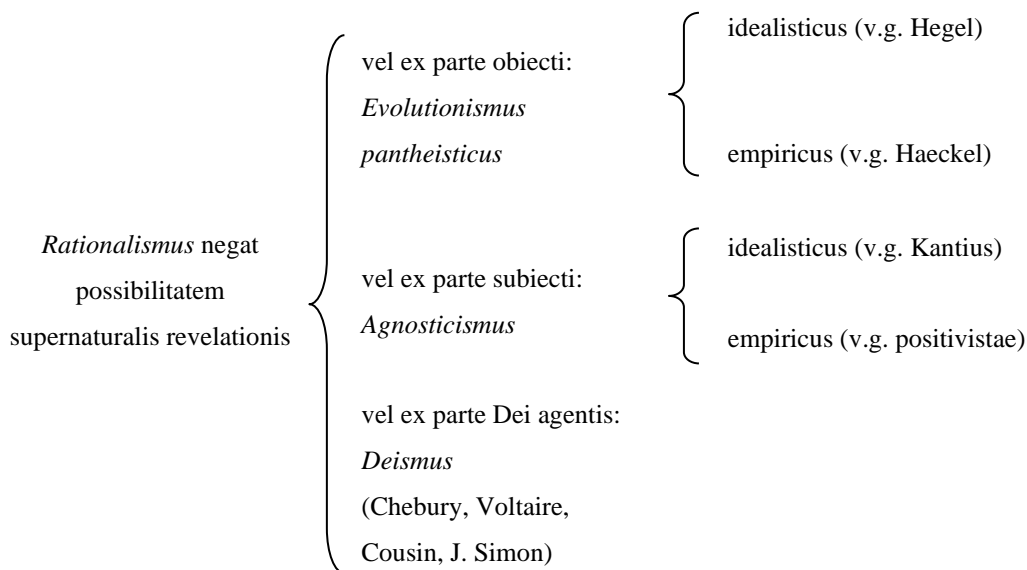 Rationalismus negat
possibilitatem
supernaturalis revelationis
vel ex parte obiecti:
Evolutionismus
pantheisticus
idealisticus (v.g. Hegel)
empiricus (v.g. Haeckel)
vel ex parte subiecti:
Agnosticismus
idealisticus (v.g. Kantius)
empiricus (v.g. positivistae)
vel ex parte Dei agentis:
Deismus
(Chebury, Voltaire,
Cousin, J. Simon)